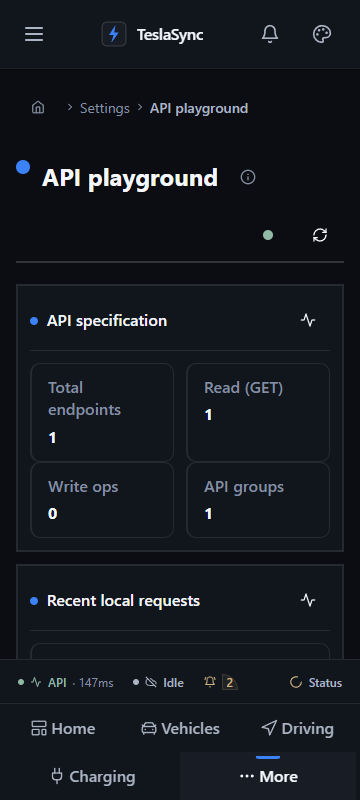 TeslaSync
Settings
API playground
API playground
API specification
Total endpoints
1
Read (GET)
1
Write ops
0
API groups
1
Recent local requests
API · 147ms
Idle
2
Status
Home
Vehicles
Driving
Charging
More